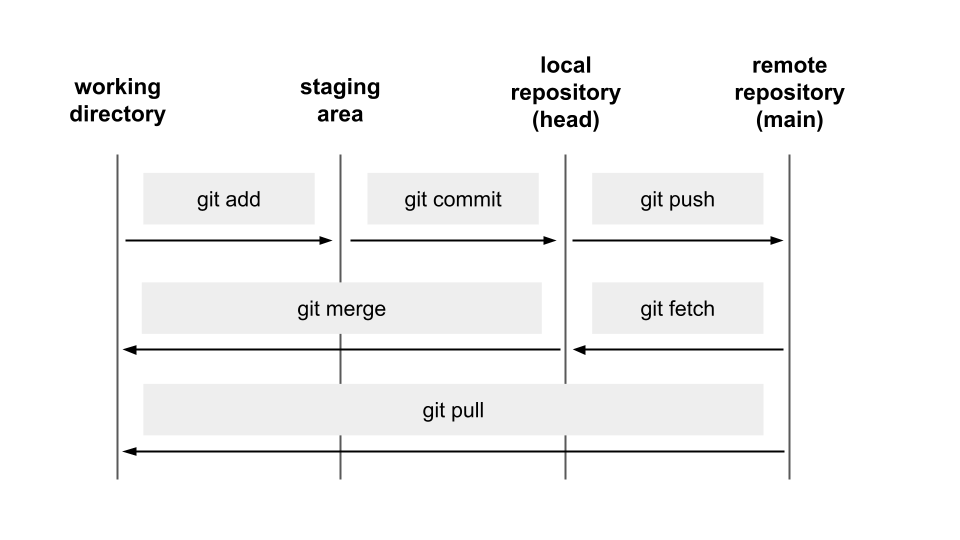 working
directory
staging
area
local
repository
(head)
remote
repository
(main)
git add
git commit
git push
git merge
git fetch
git pull